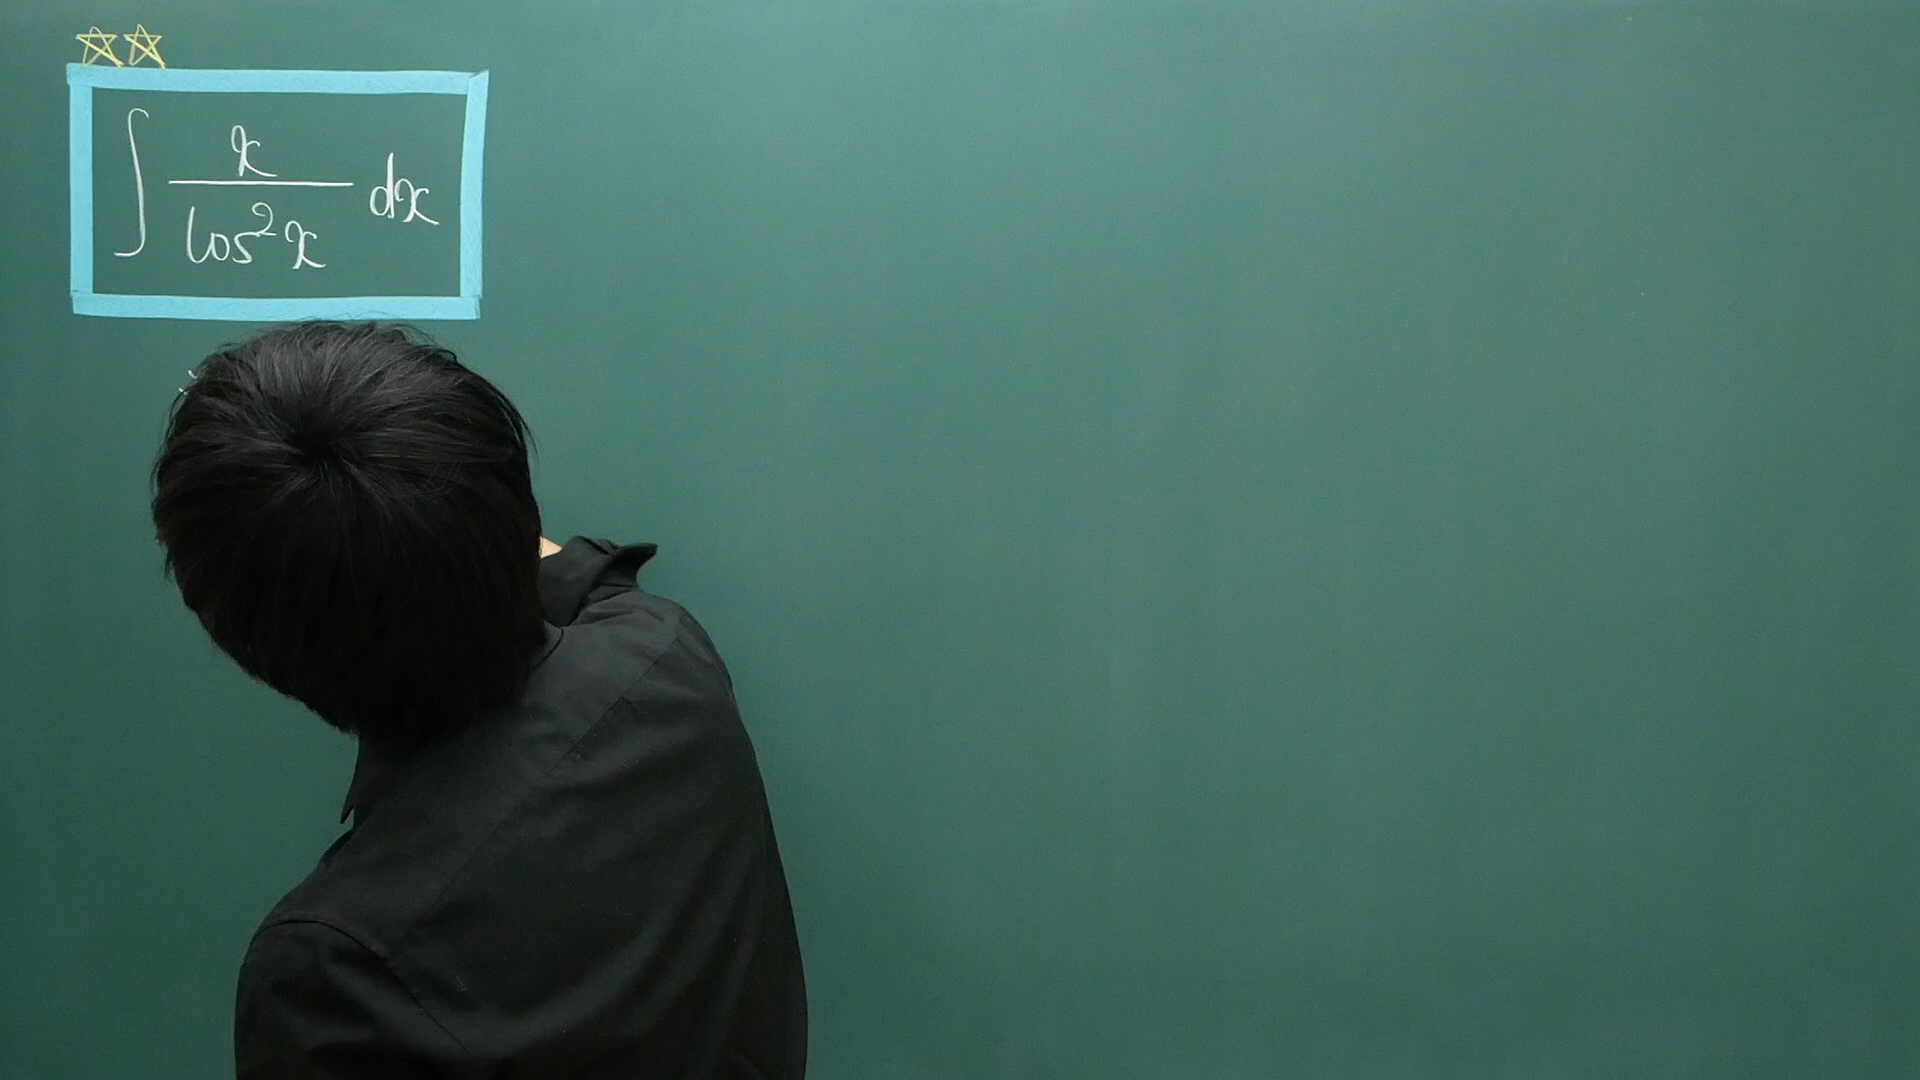 ☆☆
∫ x/cos²x dx